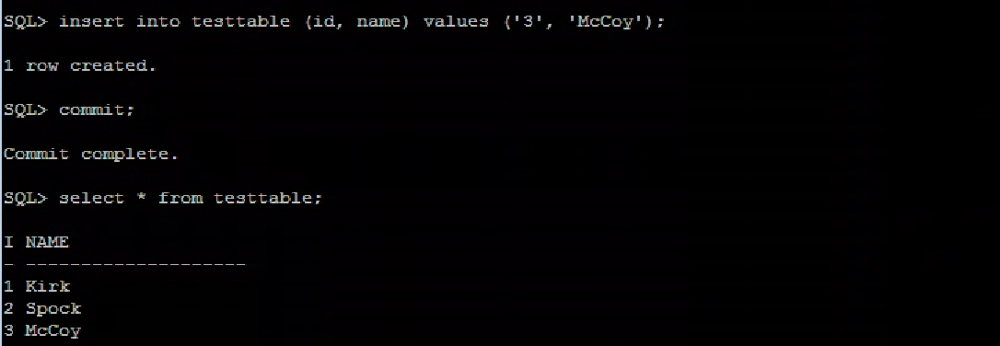 SQL> insert into testtable (id, name) values ('3', 'McCoy');
1 row created.
SQL> commit;
Commit complete.
SQL> select * from testtable;
I NAME
- --------------------
1 Kirk
2 Spock
3 McCoy